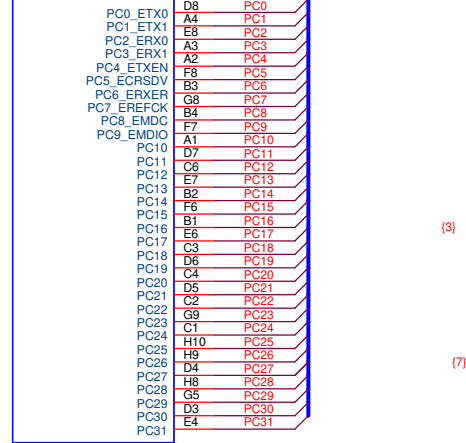 PC0_ETX0 D8 PC0
PC1_ETX1 A4 PC1
PC2_ERX0 E8 PC2
PC3_ERX1 A3 PC3
PC4_ETXEN A2 PC4
PC5_ECRSDV F8 PC5
PC6_ERXER B3 PC6
PC7_EREFCK G8 PC7
PC8_EMDC B4 PC8
PC9_EMDIO F7 PC9
PC10 A1 PC10
PC11 D7 PC11
PC12 C6 PC12
PC13 E7 PC13
PC14 B2 PC14
PC15 F6 PC15
PC16 B1 PC16
PC17 E6 PC17
{3}
PC18 C3 PC18
PC19 D6 PC19
PC20 C4 PC20
PC21 D5 PC21
PC22 C2 PC22
PC23 G9 PC23
PC24 C1 PC24
PC25 H10 PC25
PC26 H9 PC26
{7}
PC27 D4 PC27
PC28 H8 PC28
PC29 G5 PC29
PC30 D3 PC30
PC31 E4 PC31